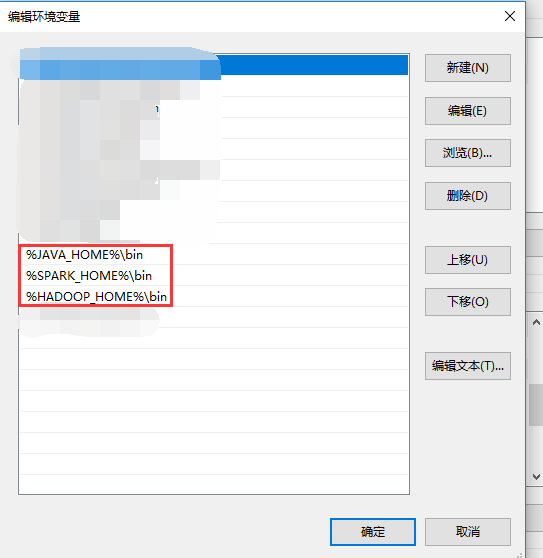 编辑环境变量
新建(N)
编辑(E)
浏览(B)...
删除(D)
%JAVA_HOME%\bin
%SPARK_HOME%\bin
%HADOOP_HOME%\bin
上移(U)
下移(O)
编辑文本(T)...
确定
取消